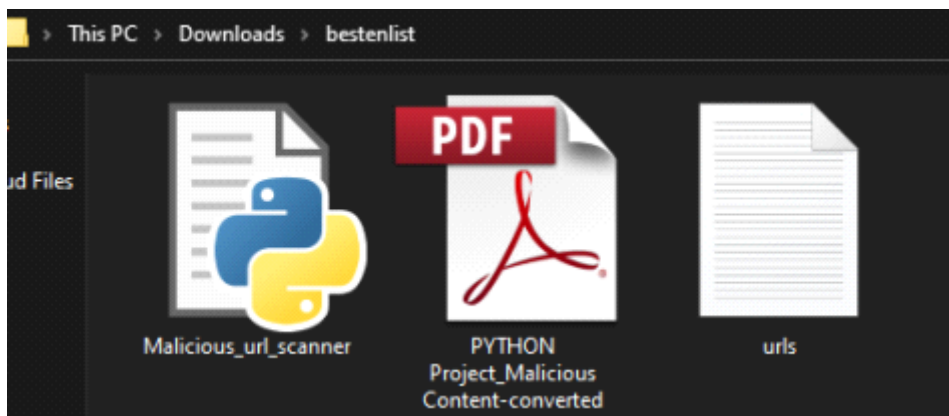 This PC > Downloads > bestenlist
ud Files
PDF
Malicious_url_scanner
PYTHON
Project_Malicious
Content-converted
urls